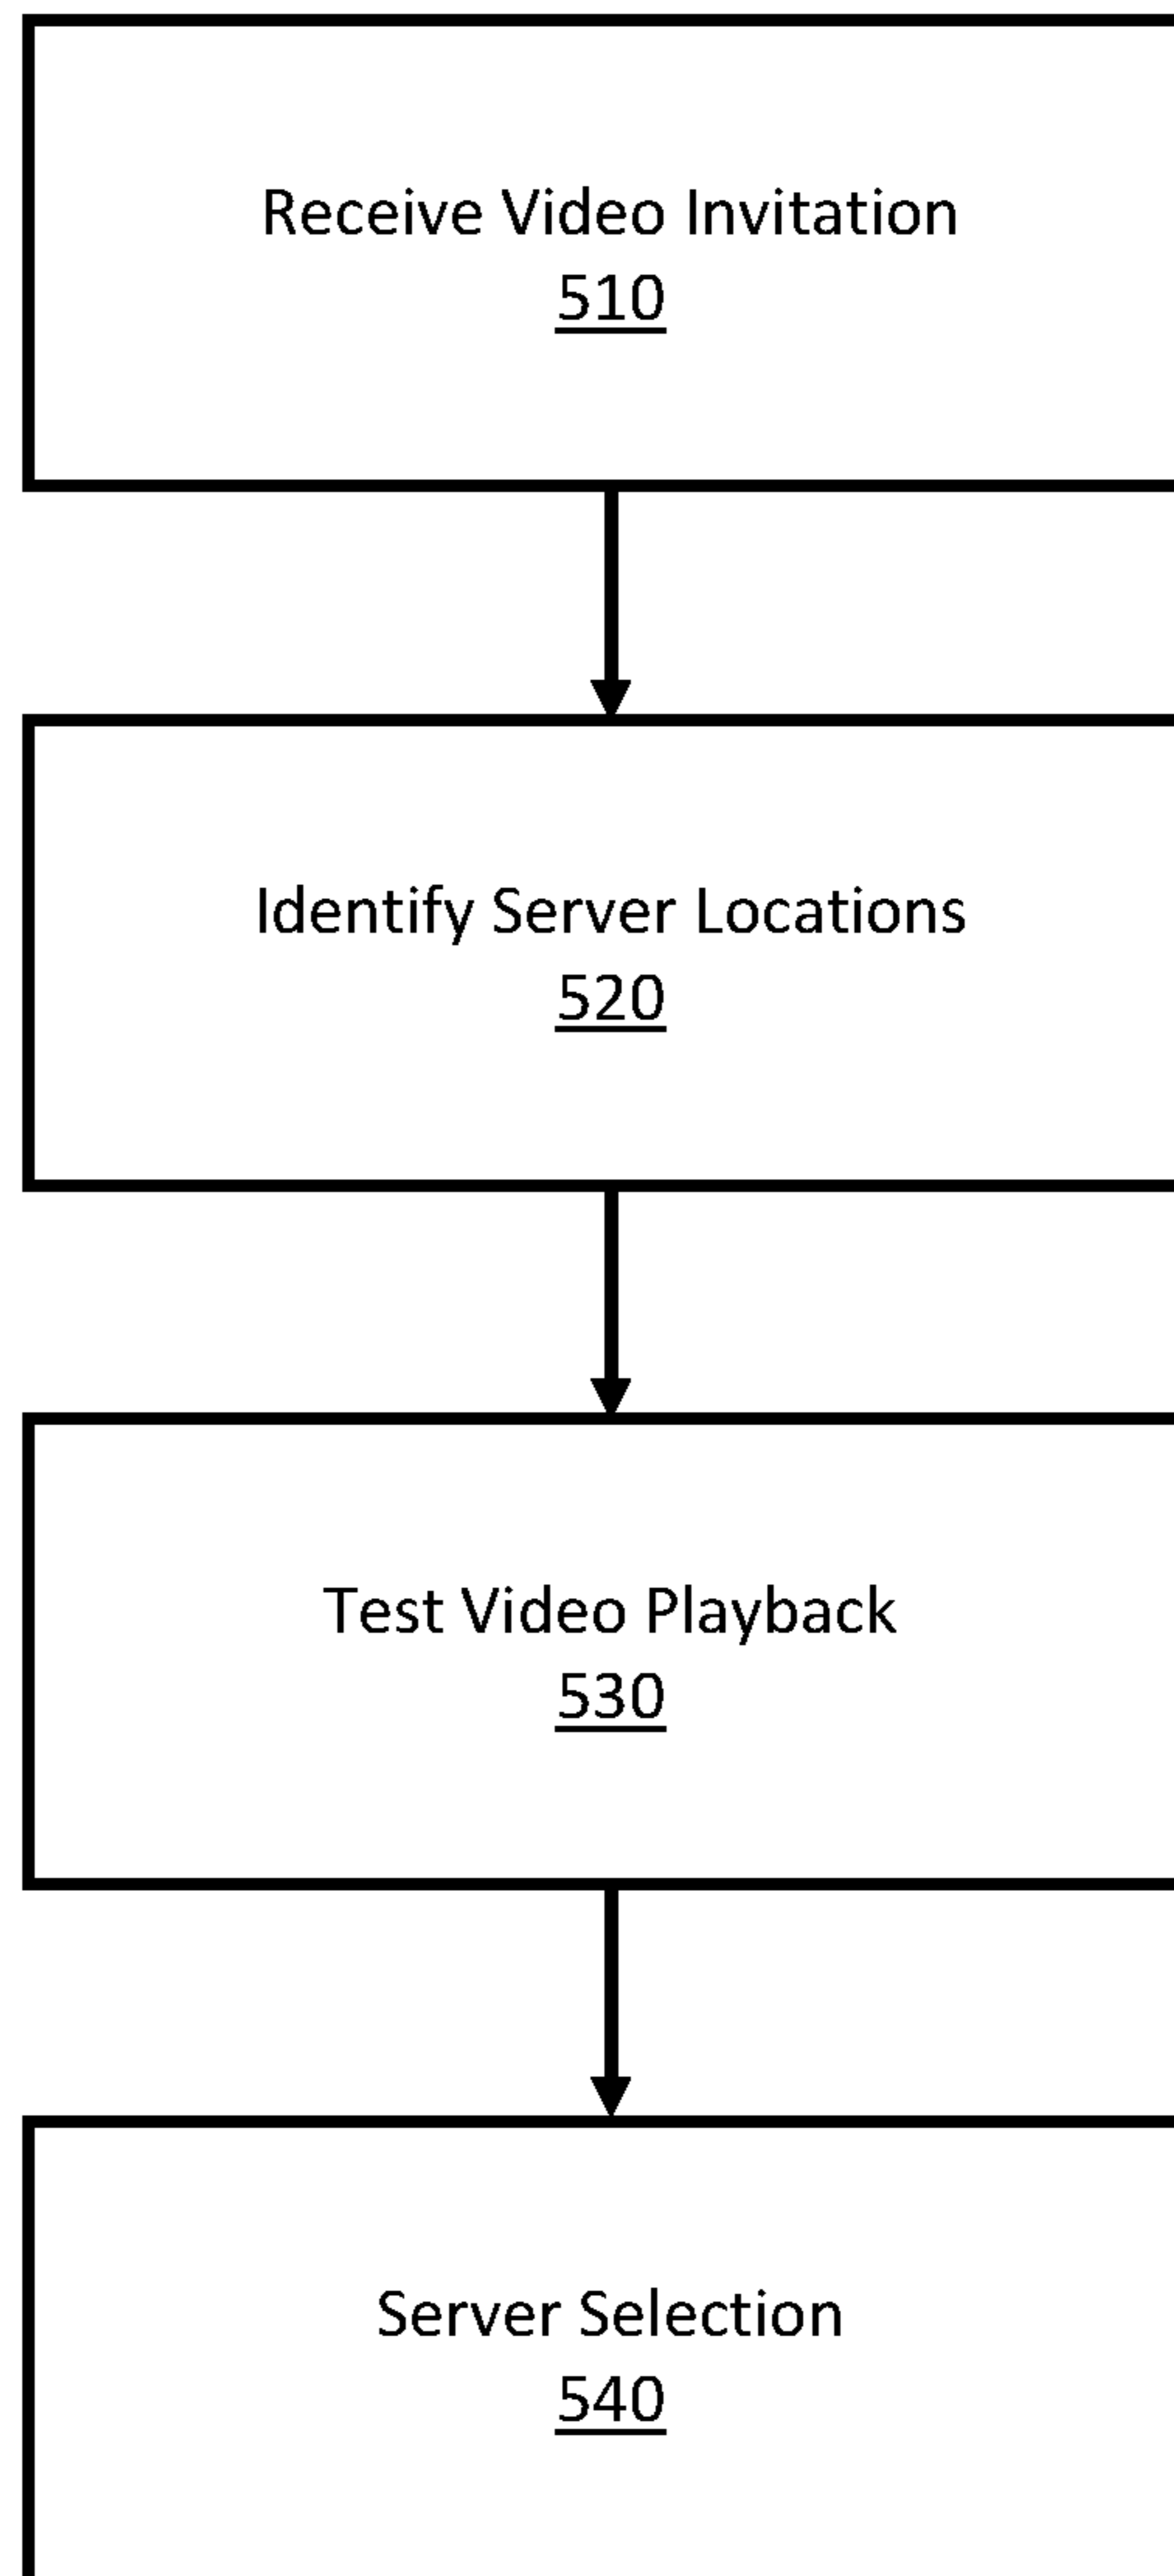 Receive Video Invitation
510
Identify Server Locations
520
Test Video Playback
530
Server Selection
540